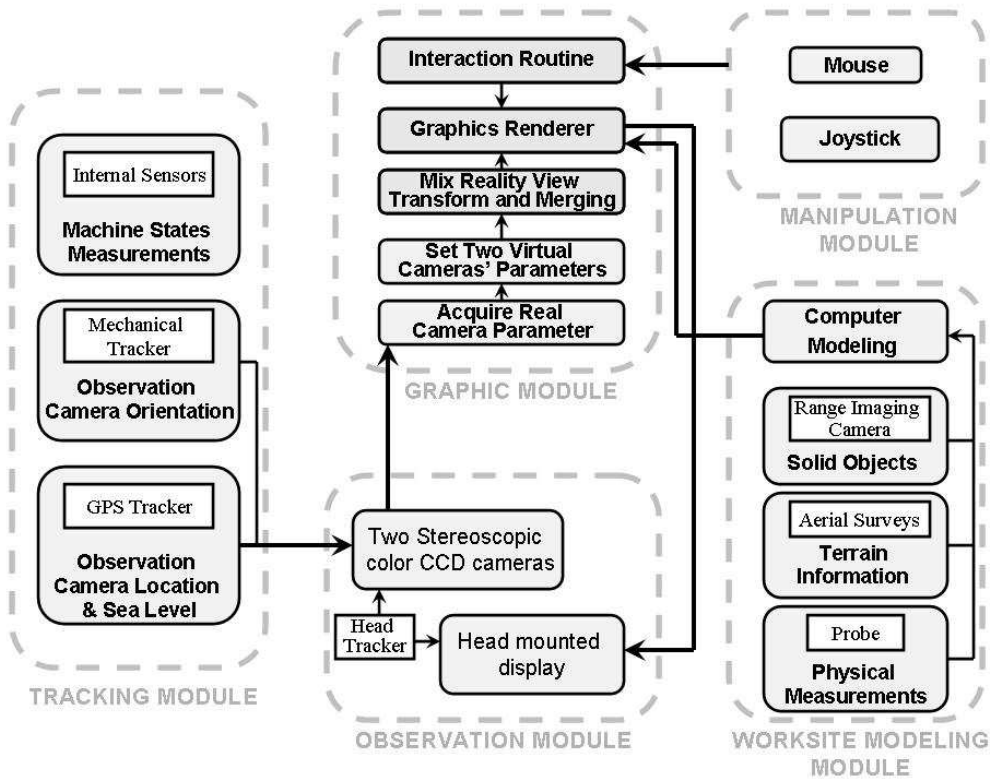 Internal Sensors
Machine States
Measurements
Mechanical
Tracker
Observation
Camera Orientation
GPS Tracker
Observation
Camera Location
& Sea Level
TRACKING MODULE
Interaction Routine
Graphics Renderer
Mix Reality View
Transform and Merging
Set Two Virtual
Cameras' Parameters
Acquire Real
Camera Parameter
GRAPHIC MODULE
Two Stereoscopic
color CCD cameras
Head
Tracker
Head mounted
display
OBSERVATION MODULE
Mouse
Joystick
MANIPULATION
MODULE
Computer
Modeling
Range Imaging
Camera
Solid Objects
Aerial Surveys
Terrain
Information
Probe
Physical
Measurements
WORKSITE MODELING
MODULE